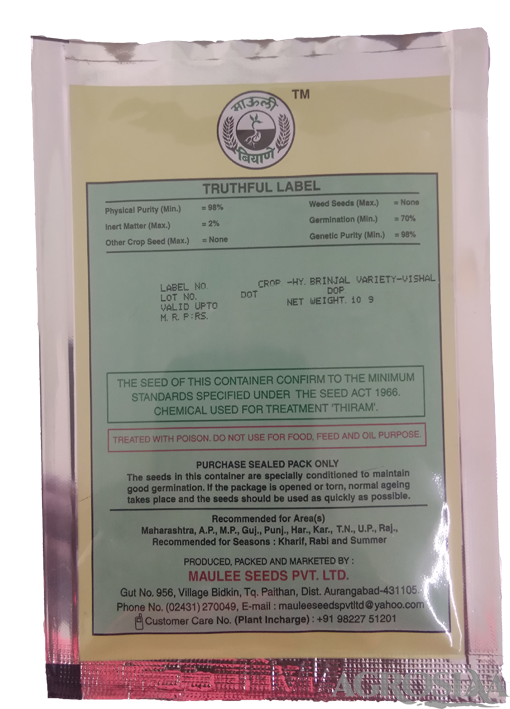 माऊली
बियाणे
TM
TRUTHFUL LABEL
Physical Purity (Min.) = 98% Weed Seeds (Max.) = None
Inert Matter (Max.) = 2% Germination (Min.) = 70%
Other Crop Seed (Max.) = None Genetic Purity (Min.) = 98%
LABEL NO. CROP -HY. BRINJAL VARIETY-VISHAL
LOT NO. DOT DOP
VALID UPTO NET WEIGHT. 10 g
M. R. P:RS.
THE SEED OF THIS CONTAINER CONFIRM TO THE MINIMUM
STANDARDS SPECIFIED UNDER THE SEED ACT 1966.
CHEMICAL USED FOR TREATMENT 'THIRAM'.
TREATED WITH POISON. DO NOT USE FOR FOOD, FEED AND OIL PURPOSE.
PURCHASE SEALED PACK ONLY
The seeds in this container are specially conditioned to maintain
good germination. If the package is opened or torn, normal ageing
takes place and the seeds should be used as quickly as possible.
Recommended for Area(s)
Maharashtra, A.P., M.P., Guj., Punj., Har., Kar., T.N., U.P., Raj.,
Recommended for Seasons : Kharif, Rabi and Summer
PRODUCED, PACKED AND MARKETED BY :
MAULEE SEEDS PVT. LTD.
Gut No. 956, Village Bidkin, Tq. Paithan, Dist. Aurangabad-431105.
Phone No. (02431) 270049, E-mail : mauleeseedspvtltd@yahoo.com
Customer Care No. (Plant Incharge) : +91 98227 51201